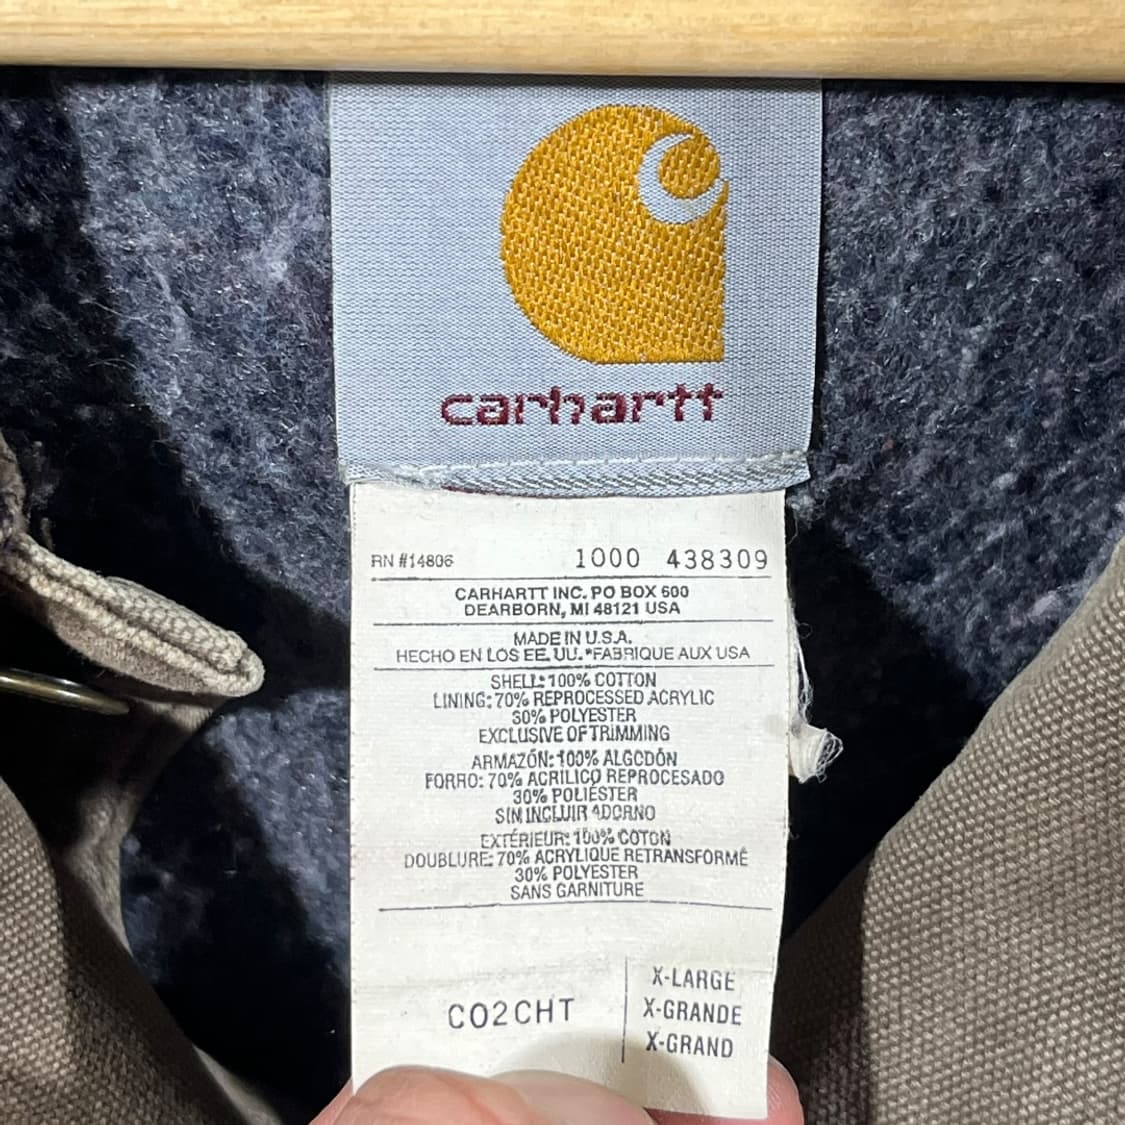 carhartt
RN #14806 1000 438309
CARHARTT INC. PO BOX 600
DEARBORN, MI 48121 USA
MADE IN U.S.A.
HECHO EN LOS EE. UU. *FABRIQUE AUX USA
SHELL: 100% COTTON
LINING: 70% REPROCESSED ACRYLIC
30% POLYESTER
EXCLUSIVE OF TRIMMING
ARMAZÓN: 100% ALGODÓN
FORRO: 70% ACRILICO REPROCESADO
30% POLIÉSTER
SIN INCLUIR ADORNO
EXTÉRIEUR: 100% COTON
DOUBLURE: 70% ACRYLIQUE RETRANSFORMÉ
30% POLYESTER
SANS GARNITURE
CO2CHT
X-LARGE
X-GRANDE
X-GRAND